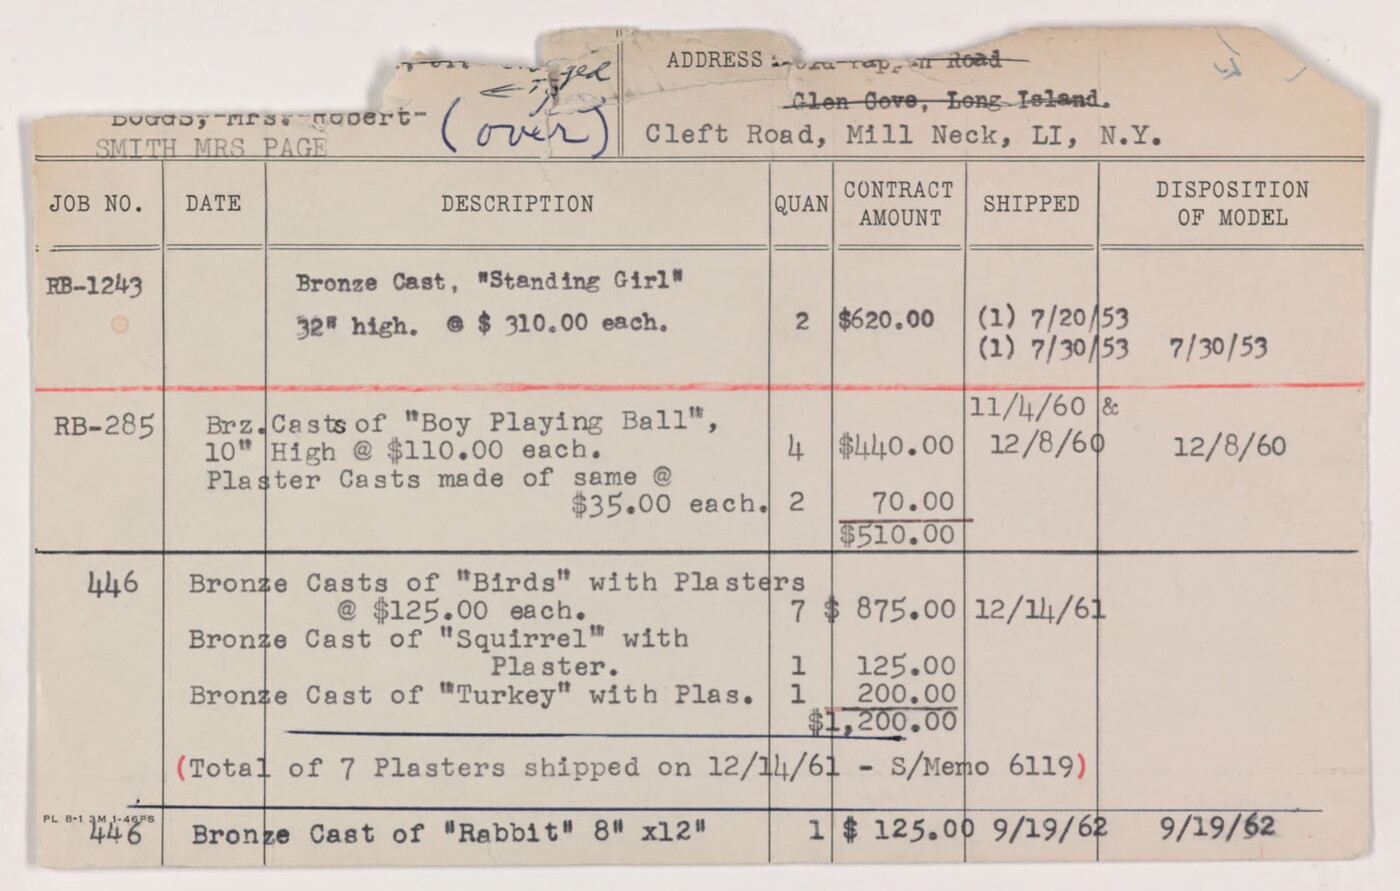 ged
(over)
ADDRESS: Road
Glen Cove, Long Island.
Mrs. Robert
SMITH MRS PAGE
Cleft Road, Mill Neck, LI, N.Y.
JOB NO. DATE DESCRIPTION QUAN CONTRACT AMOUNT SHIPPED DISPOSITION OF MODEL
RB-1243 Bronze Cast, "Standing Girl"
32" high. @ $ 310.00 each. 2 $620.00 (1) 7/20/53
(1) 7/30/53 7/30/53
11/4/60 &
RB-285 Brz. Casts of "Boy Playing Ball",
10" High @ $110.00 each. 4 $440.00 12/8/60 12/8/60
Plaster Casts made of same @
$35.00 each. 2 70.00
$510.00
446 Bronze Casts of "Birds" with Plasters
@ $125.00 each. 7 $ 875.00 12/14/61
Bronze Cast of "Squirrel" with
Plaster. 1 125.00
Bronze Cast of "Turkey" with Plas. 1 200.00
$1,200.00
(Total of 7 Plasters shipped on 12/14/61 - S/Memo 6119)
PL 8-1 3M 1-46PS
446 Bronze Cast of "Rabbit" 8" x12" 1 $ 125.00 9/19/62 9/19/62